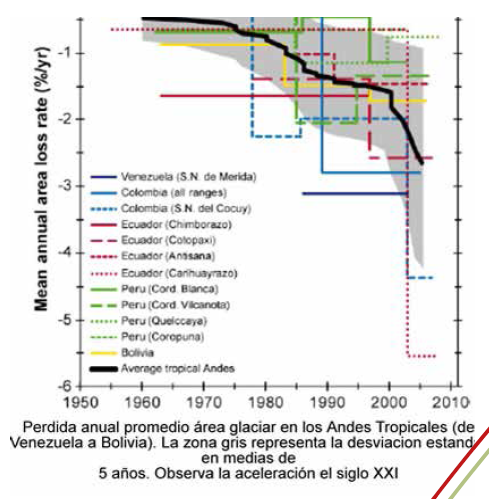 Mean annual area loss rate (%/yr)
-1
-2
-3
-4
-5
-6
Venezuela (S.N. de Merida)
Colombia (all ranges)
Colombia (S.N. del Cocuy)
Ecuador (Chimborazo)
Ecuador (Cotopaxi)
Ecuador (Antisana)
Ecuador (Carihuayrazo)
Peru (Cord. Blanca)
Peru (Cord. Vilcanota)
Peru (Quelccaya)
Peru (Coropuna)
Bolivia
Average tropical Andes
1950 1960 1970 1980 1990 2000 2010
Perdida anual promedio área glaciar en los Andes Tropicales (de
Venezuela a Bolivia). La zona gris representa la desviacion estand
en medias de
5 años. Observa la aceleración el siglo XXI